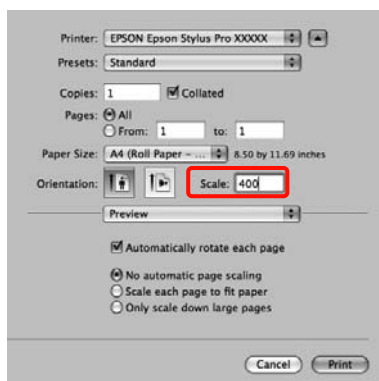 Printer: EPSON Epson Stylus Pro XXXXX
Presets: Standard
Copies: 1 Collated
Pages: All
From: 1 to: 1
Paper Size: A4 (Roll Paper – ... 8.50 by 11.69 inches
Orientation: Scale: 400
Preview
Automatically rotate each page
No automatic page scaling
Scale each page to fit paper
Only scale down large pages
Cancel Print